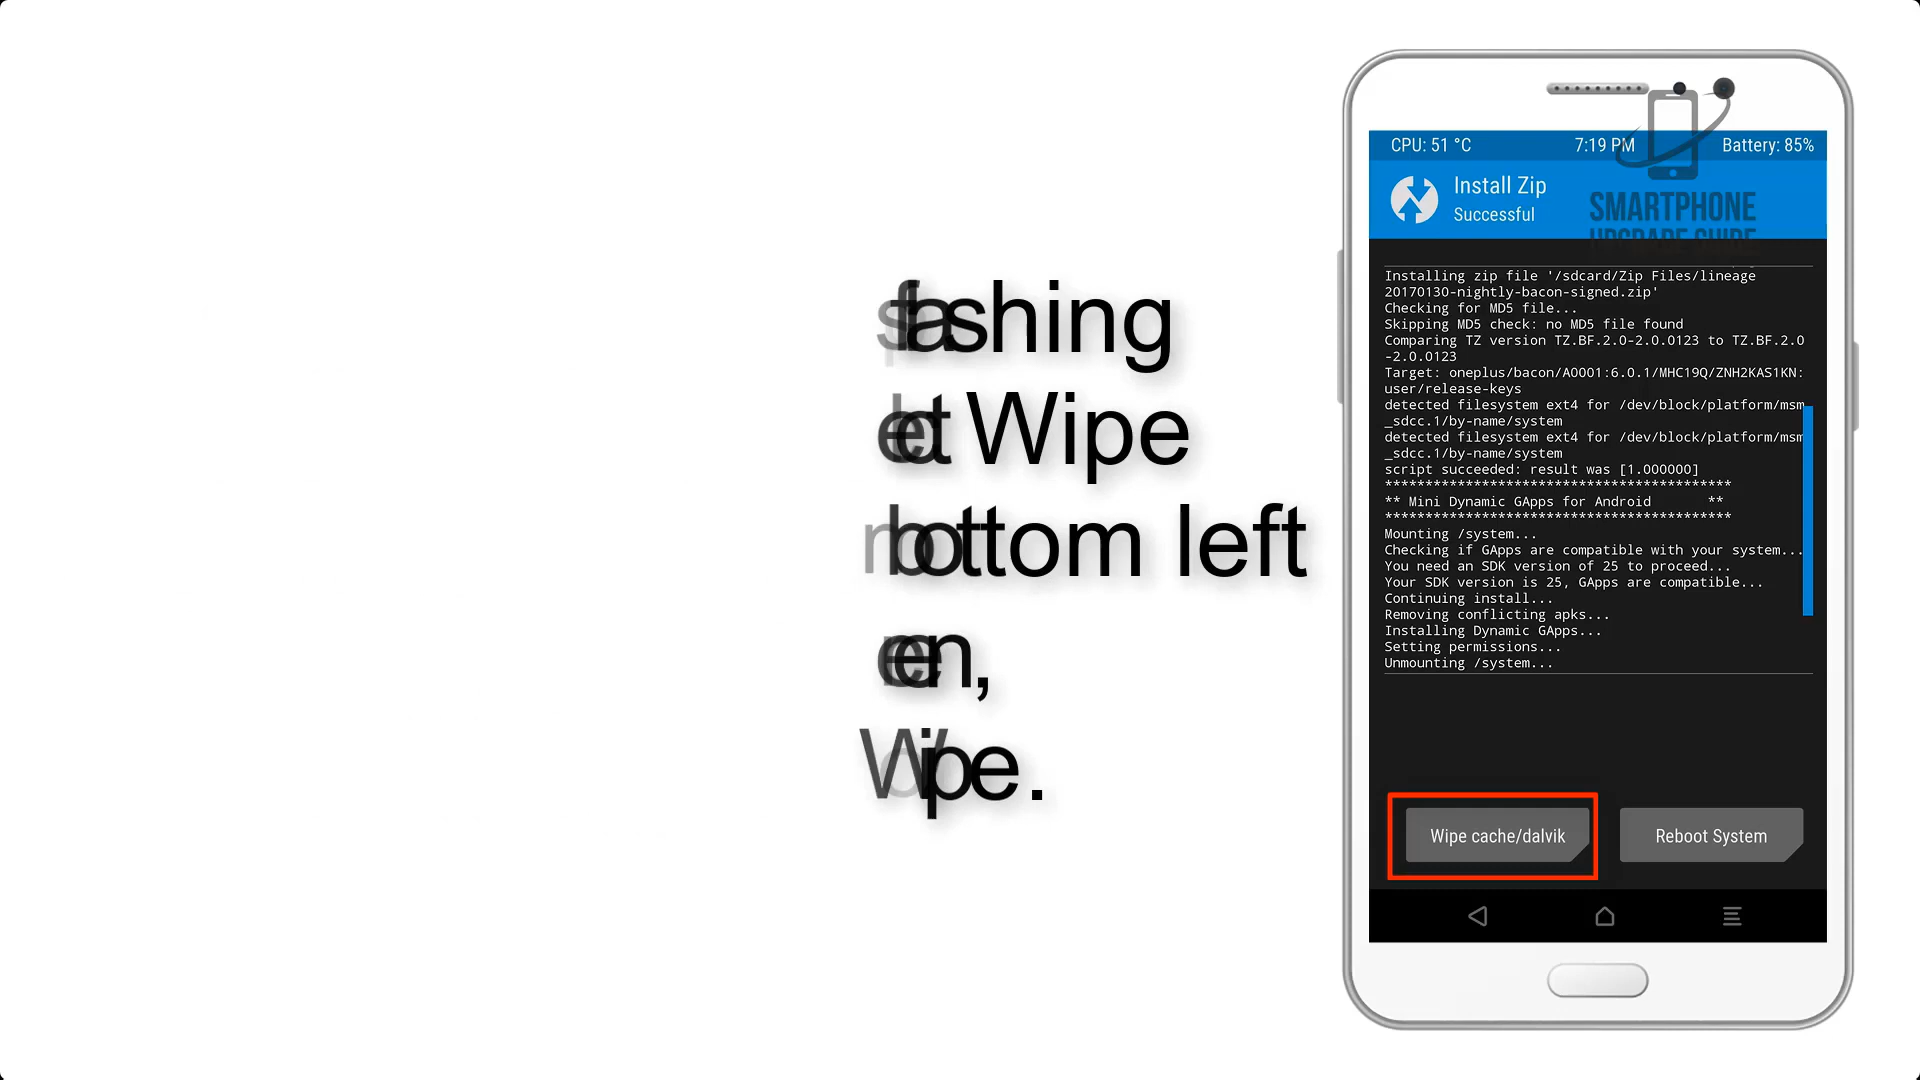 flashing
Wipe
bottom left
Wipe.
CPU: 51 °C 7:19 PM Battery: 85%
Install Zip
Successful
SMARTPHONE
UPGRADE GUIDE
Installing zip file '/sdcard/Zip Files/lineage
20170130-nightly-bacon-signed.zip'
Checking for MD5 file...
Skipping MD5 check: no MD5 file found
Comparing TZ version TZ.BF.2.0-2.0.0123 to TZ.BF.2.0
-2.0.0123
Target: oneplus/bacon/A0001:6.0.1/MHC19Q/ZNH2KAS1KN:
user/release-keys
detected filesystem ext4 for /dev/block/platform/msm
_sdcc.1/by-name/system
detected filesystem ext4 for /dev/block/platform/msm
_sdcc.1/by-name/system
script succeeded: result was [1.000000]
*******************************************
** Mini Dynamic GApps for Android **
*******************************************
Mounting /system...
Checking if GApps are compatible with your system...
You need an SDK version of 25 to proceed...
Your SDK version is 25, GApps are compatible...
Continuing install...
Removing conflicting apks...
Installing Dynamic GApps...
Setting permissions...
Unmounting /system...
Wipe cache/dalvik
Reboot System